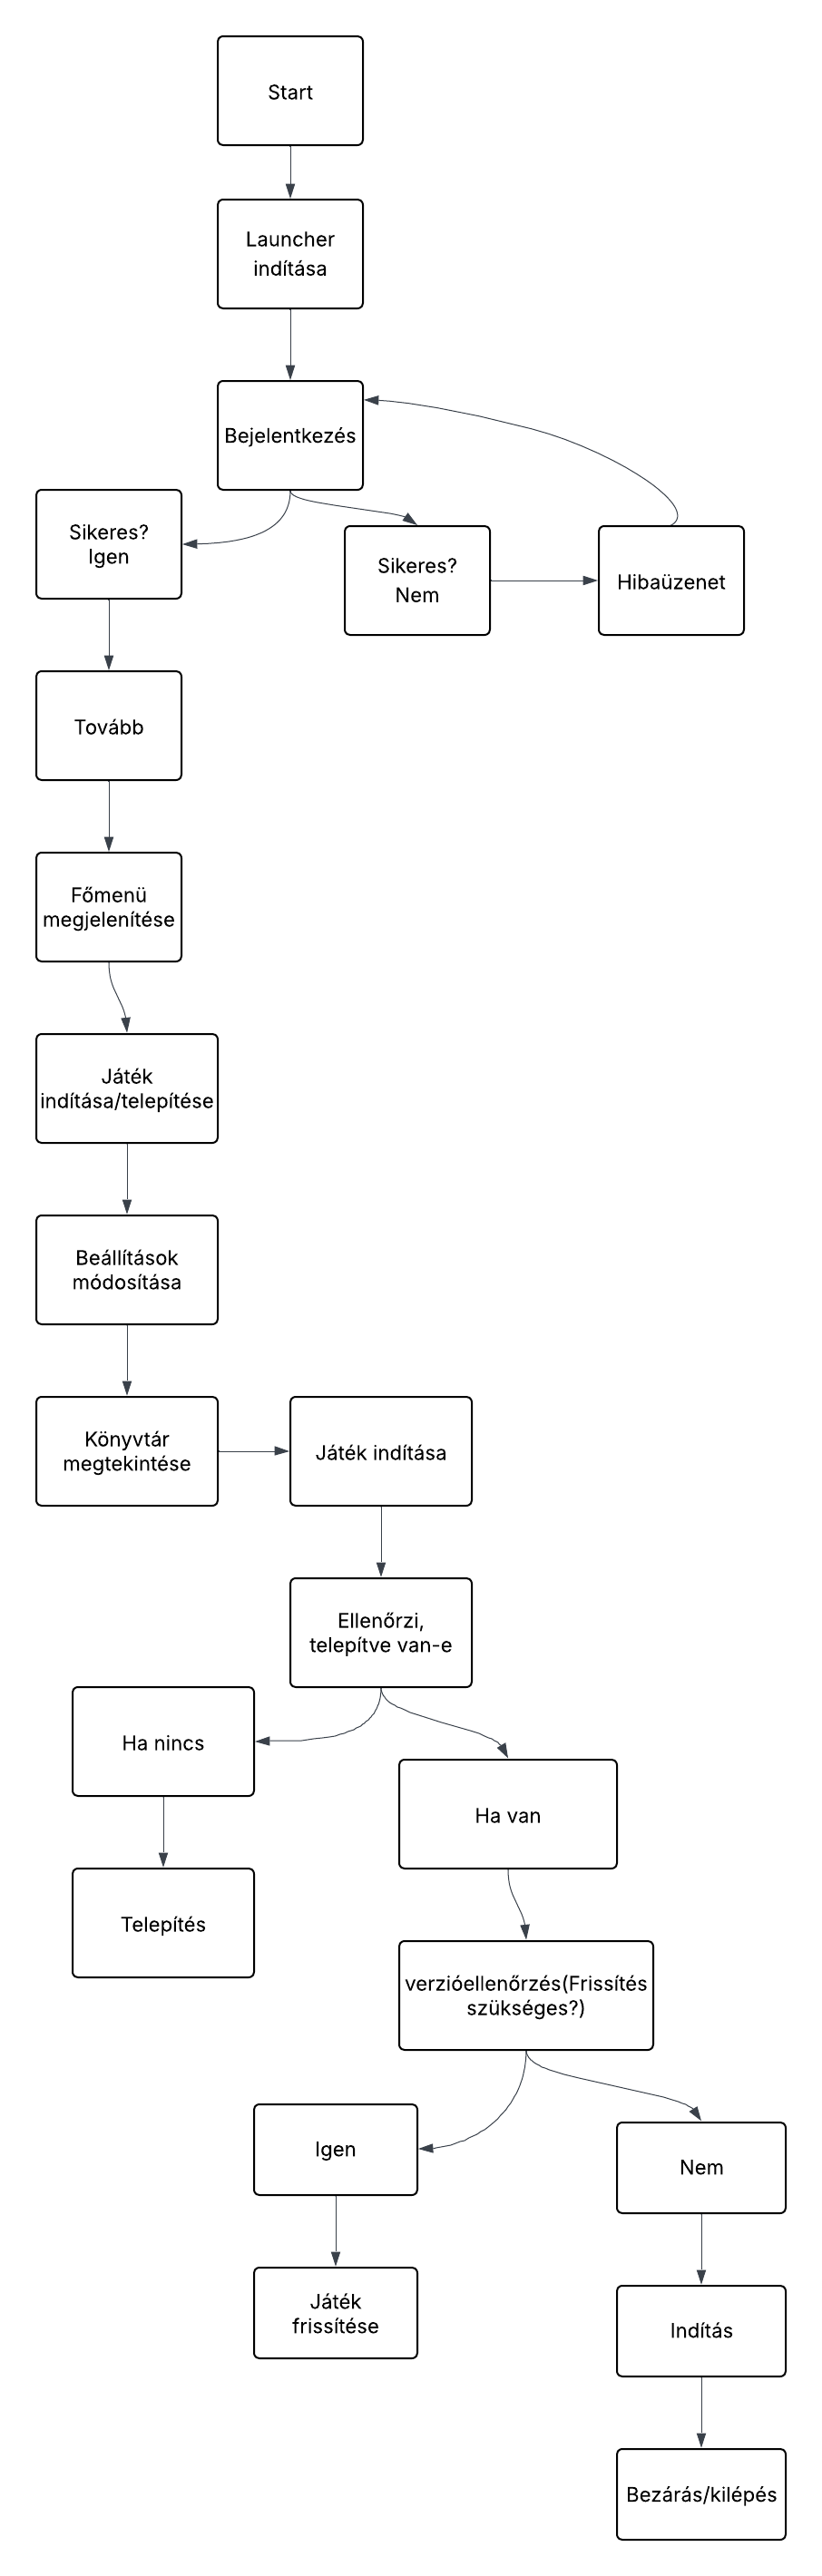 Start
Launcher
indítása
Bejelentkezés
Sikeres?
Igen
Sikeres?
Nem
Hibaüzenet
Tovább
Főmenü
megjelenítése
Játék
indítása/telepítése
Beállítások
módosítása
Könyvtár
megtekintése
Játék indítása
Ellenőrzi,
telepítve van-e
Ha nincs
Ha van
Telepítés
verzióellenőrzés(Frissítés
szükséges?)
Igen
Nem
Játék
frissítése
Indítás
Bezárás/kilépés